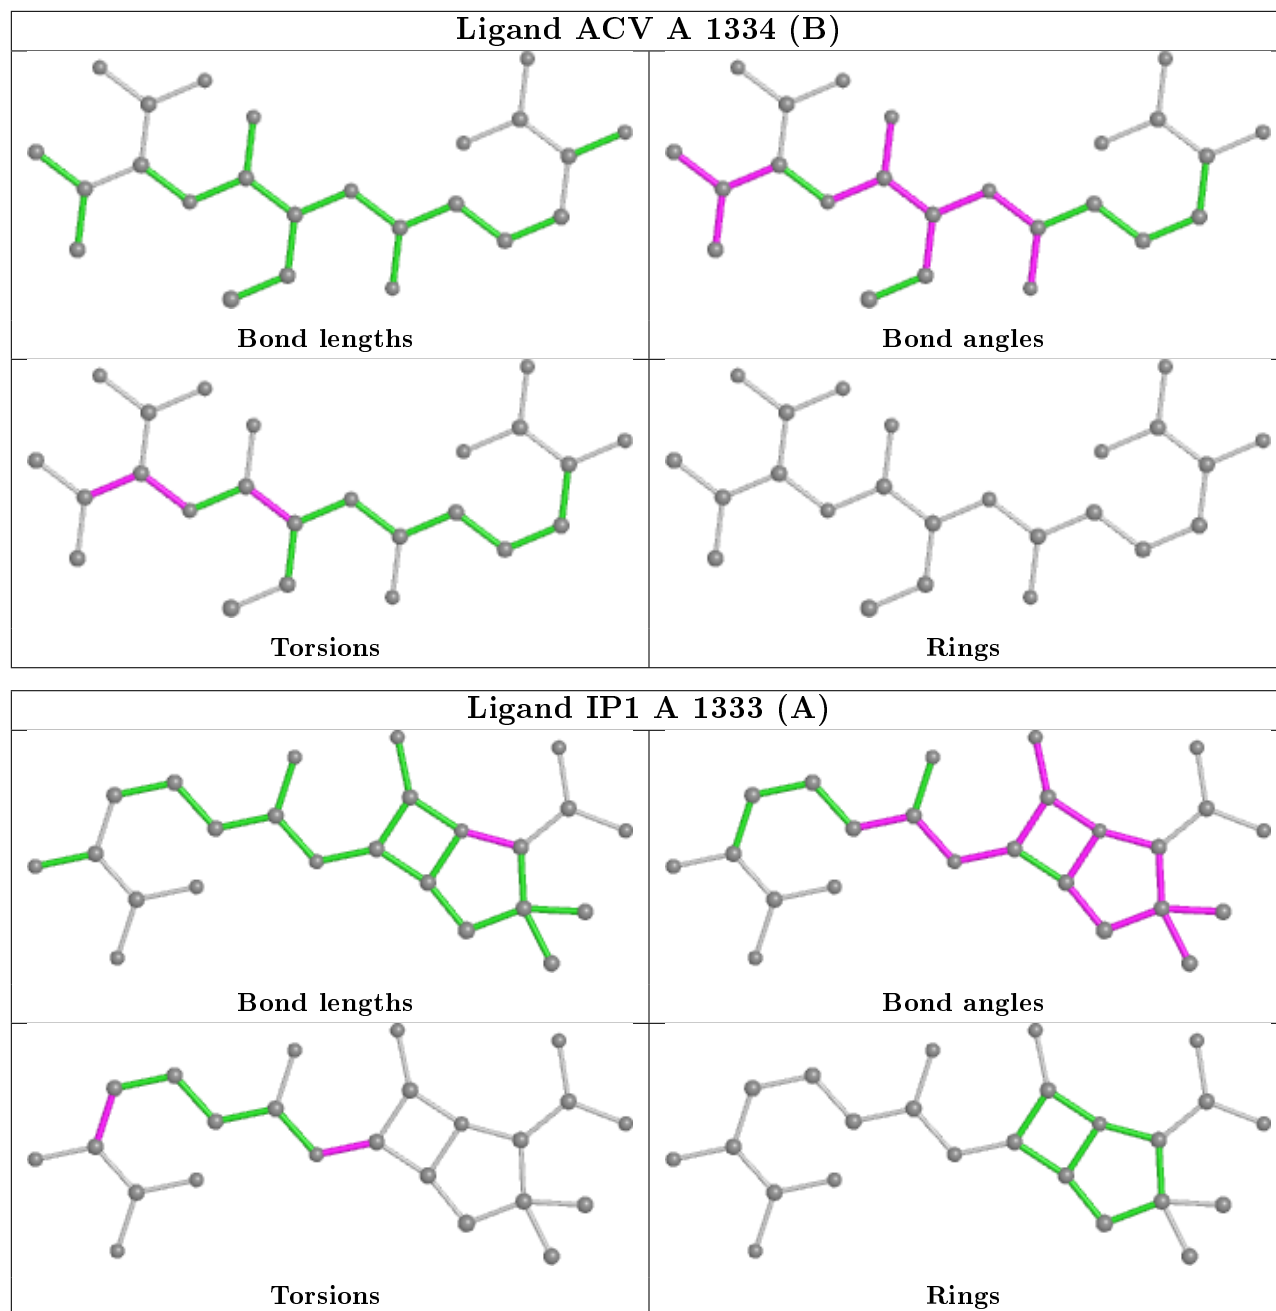 Ligand ACV A 1334 (B)
Bond lengths
Bond angles
Torsions
Rings
Ligand IP1 A 1333 (A)
Bond lengths
Bond angles
Torsions
Rings